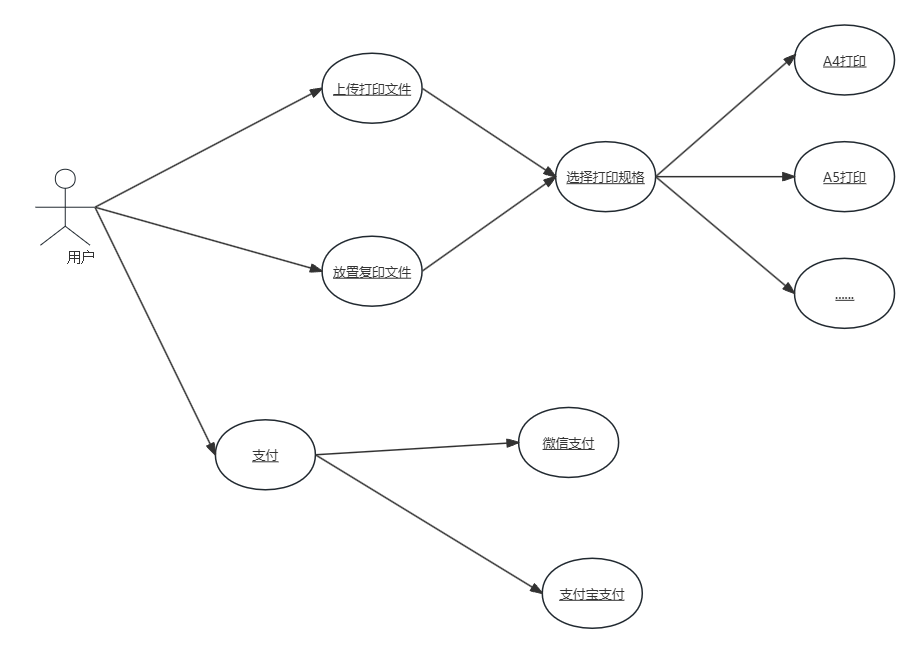 用户
上传打印文件
放置复印文件
选择打印规格
A4打印
A5打印
......
支付
微信支付
支付宝支付